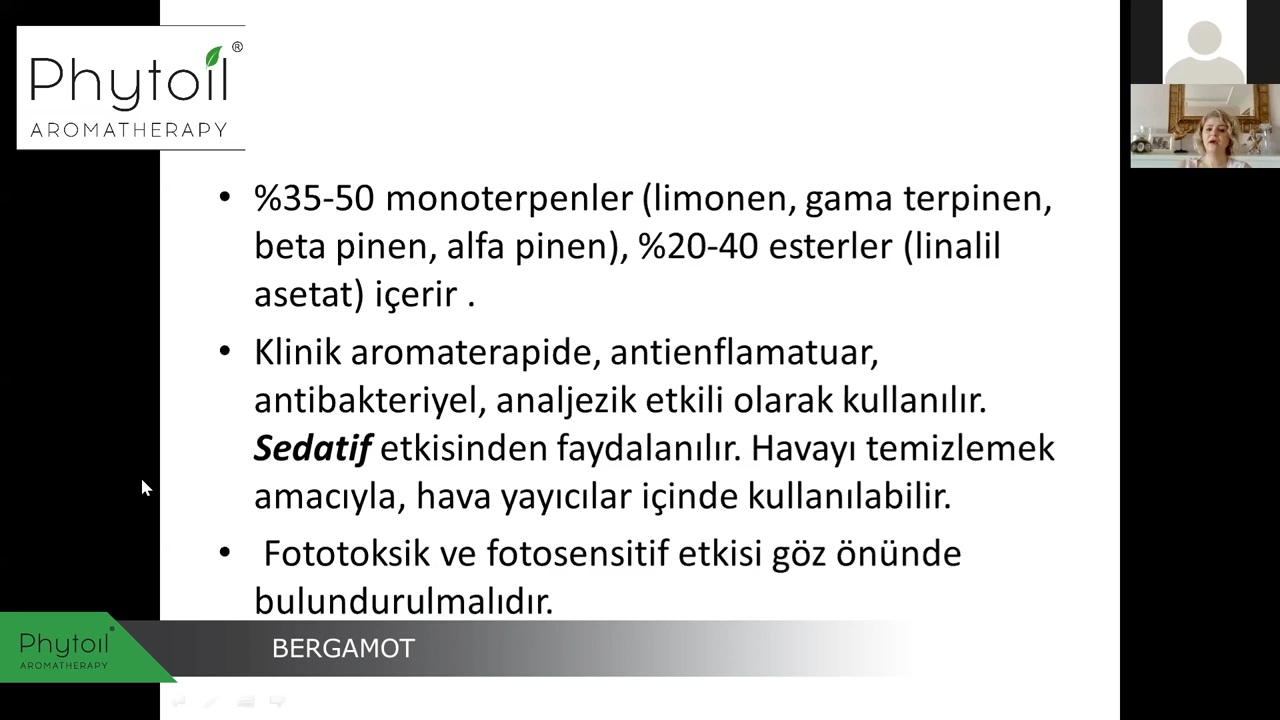 Phytoil®
AROMATHERAPY
• %35-50 monoterpenler (limonen, gama terpinen,
beta pinen, alfa pinen), %20-40 esterler (linalil
asetat) içerir .
• Klinik aromaterapide, antienflamatuar,
antibakteriyel, analjezik etkili olarak kullanılır.
Sedatif etkisinden faydalanılır. Havayı temizlemek
amacıyla, hava yayıcılar içinde kullanılabilir.
• Fototoksik ve fotosensitif etkisi göz önünde
bulundurulmalıdır.
Phytoil
AROMATHERAPY
BERGAMOT